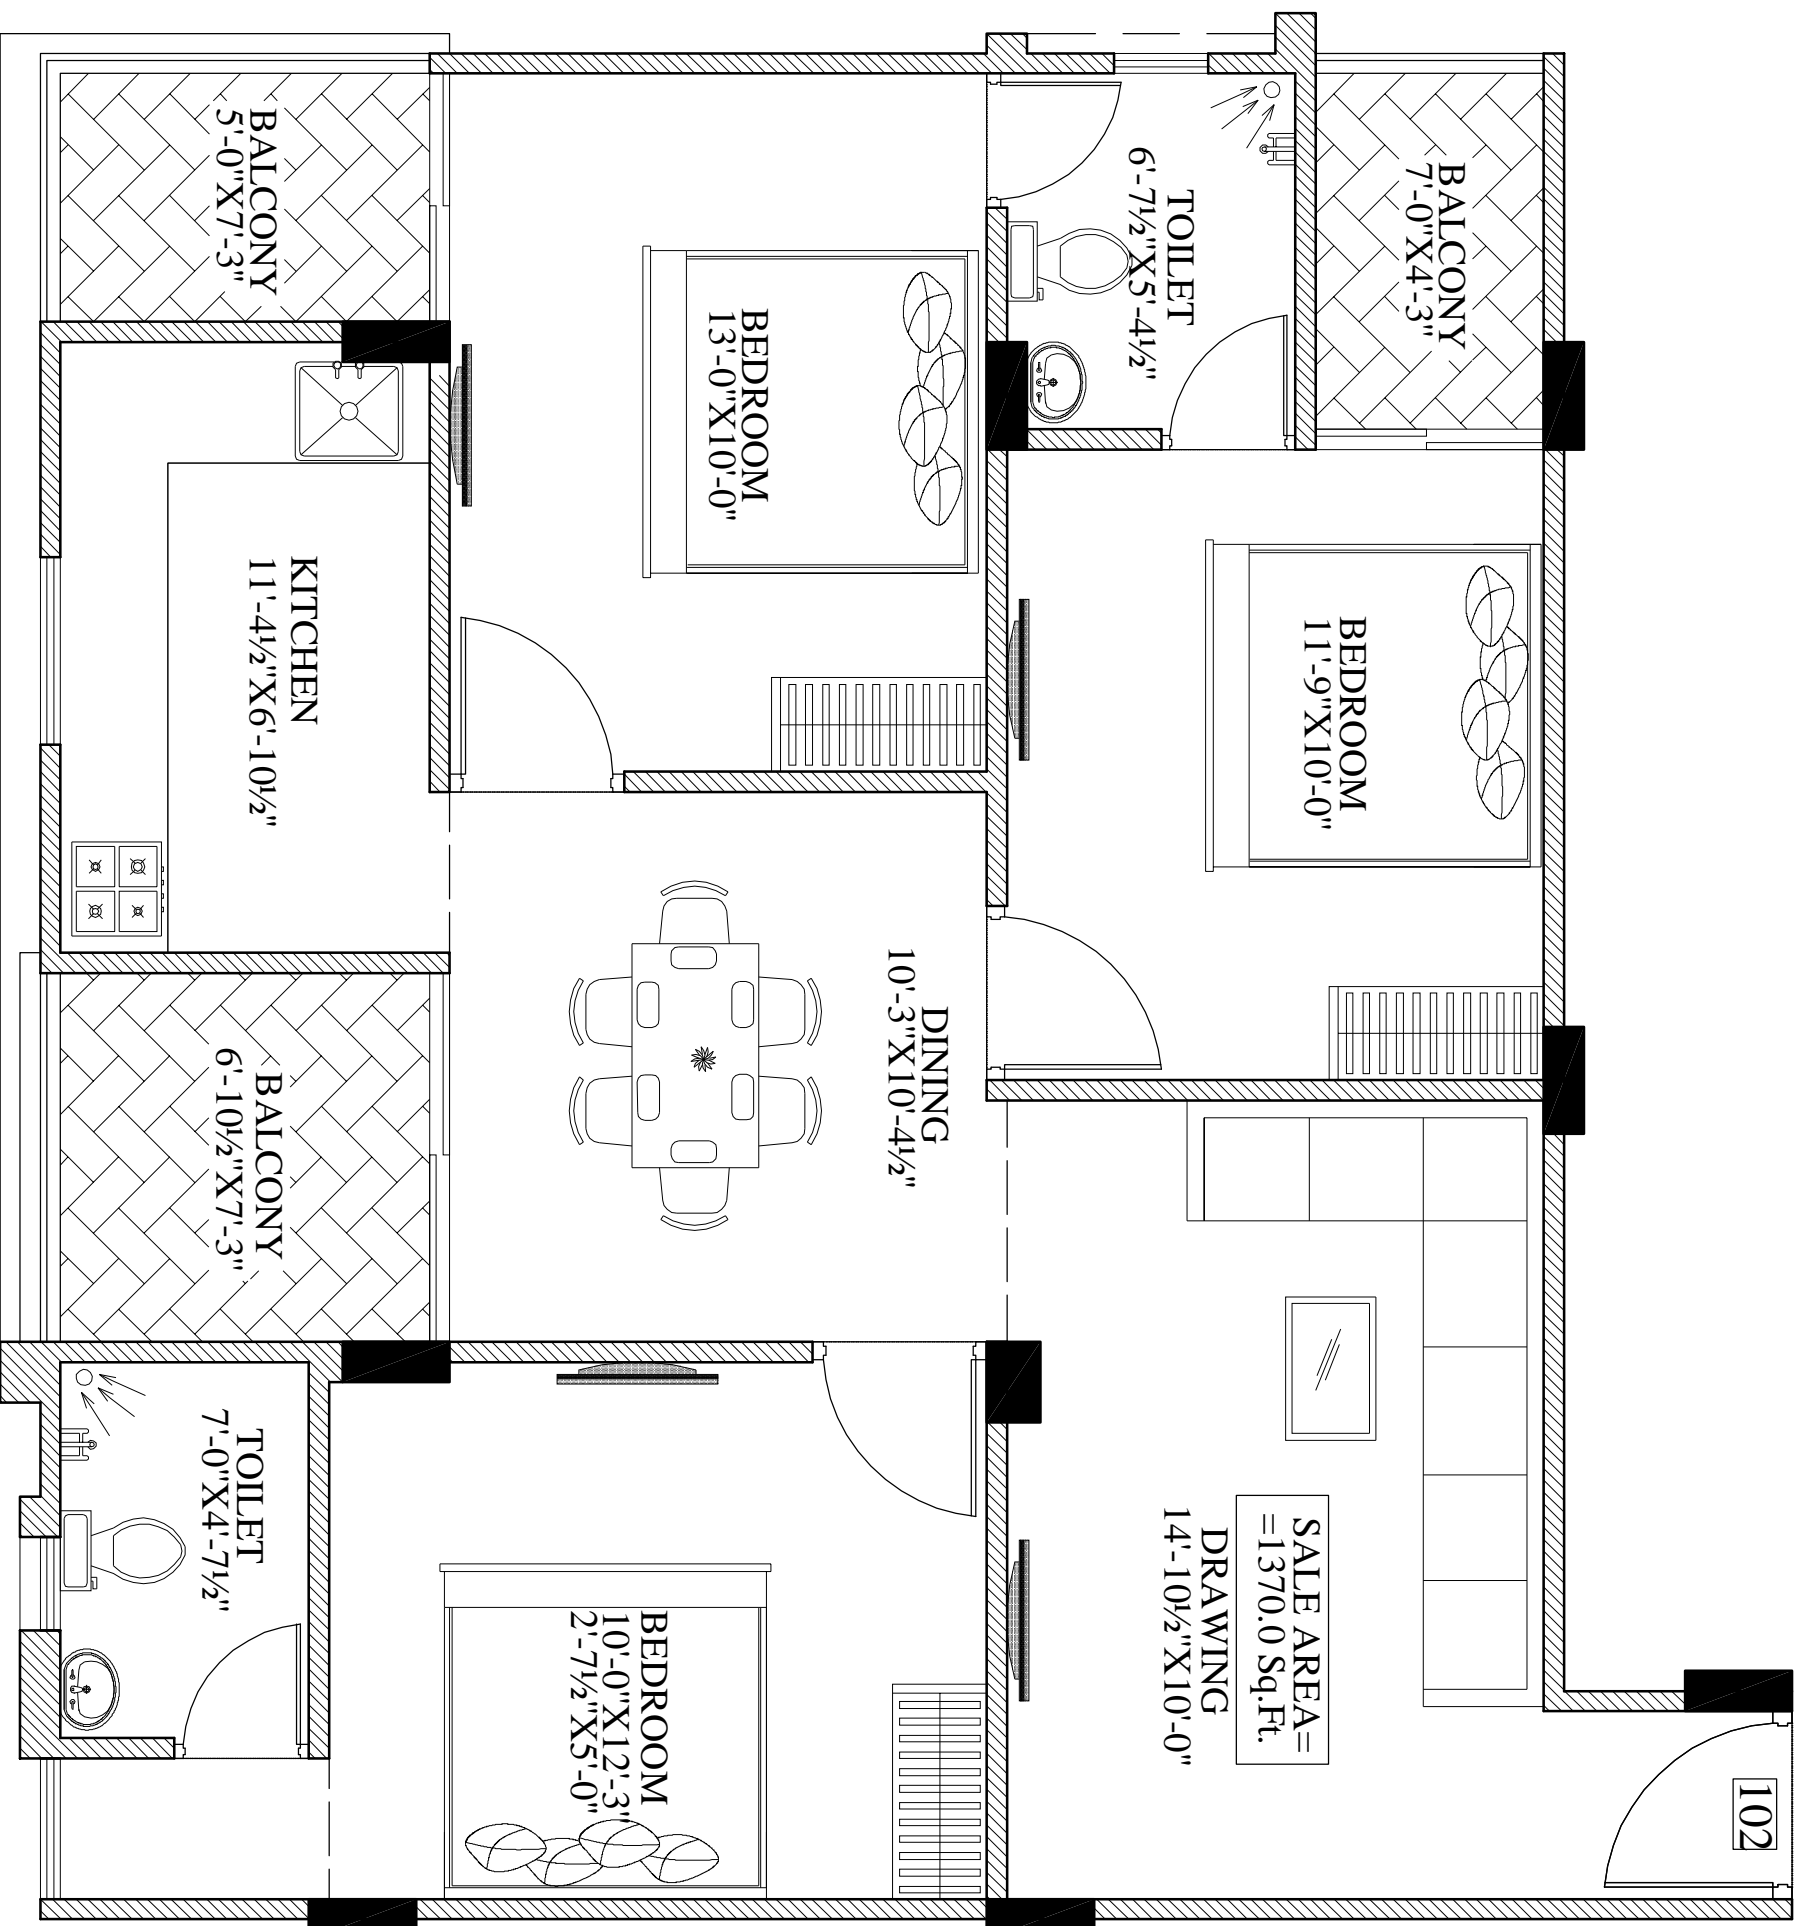 BALCONY
7'-0"X4'-3"
TOILET
6'-7½"X5'-4½"
BEDROOM
13'-0"X10'-0"
BALCONY
5'-0"X7'-3"
BEDROOM
11'-9"X10'-0"
KITCHEN
11'-4½"X6'-10½"
DINING
10'-3"X10'-4½"
BALCONY
6'-10½"X7'-3"
SALE AREA=
=1370.0 Sq.Ft.
DRAWING
14'-10½"X10'-0"
TOILET
7'-0"X4'-7½"
BEDROOM
10'-0"X12'-3"
2'-7½"X5'-0"
102